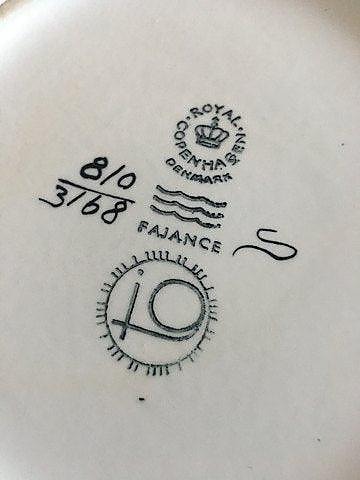 ROYAL
COPENHAGEN
DENMARK
810
3168
FAJANCE
S